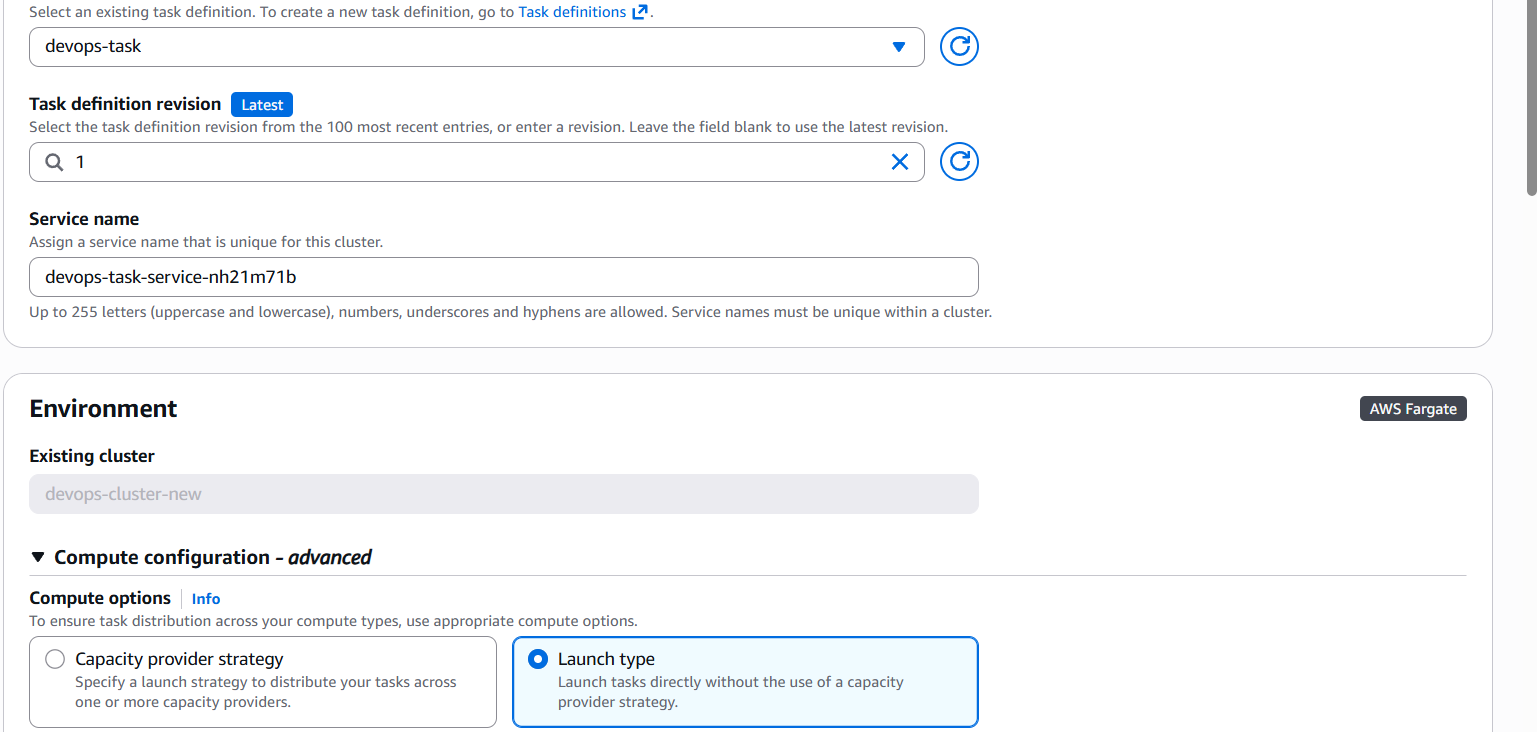 Select an existing task definition. To create a new task definition, go to Task definitions.
devops-task
Task definition revision Latest
Select the task definition revision from the 100 most recent entries, or enter a revision. Leave the field blank to use the latest revision.
1
Service name
Assign a service name that is unique for this cluster.
devops-task-service-nh21m71b
Up to 255 letters (uppercase and lowercase), numbers, underscores and hyphens are allowed. Service names must be unique within a cluster.
Environment AWS Fargate
Existing cluster
devops-cluster-new
Compute configuration - advanced
Compute options Info
To ensure task distribution across your compute types, use appropriate compute options.
Capacity provider strategy
Specify a launch strategy to distribute your tasks across
one or more capacity providers.
Launch type
Launch tasks directly without the use of a capacity
provider strategy.